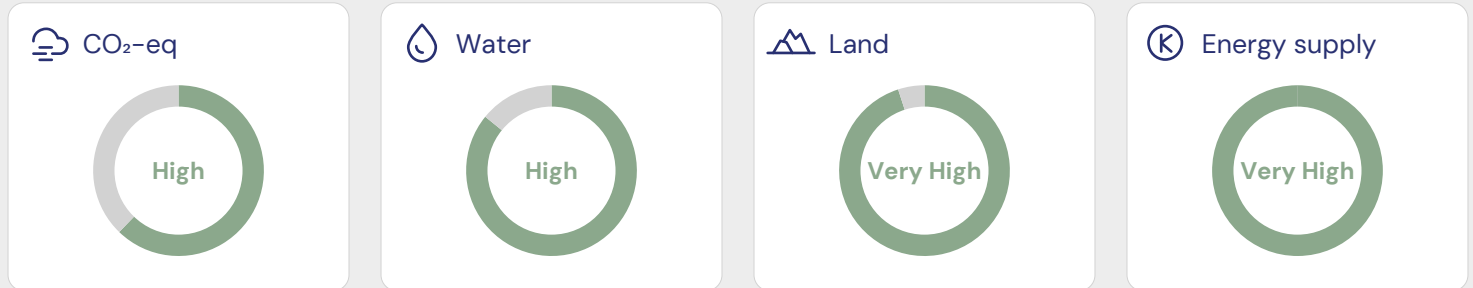 CO₂-eq
High
Water
High
Land
Very High
Energy supply
Very High